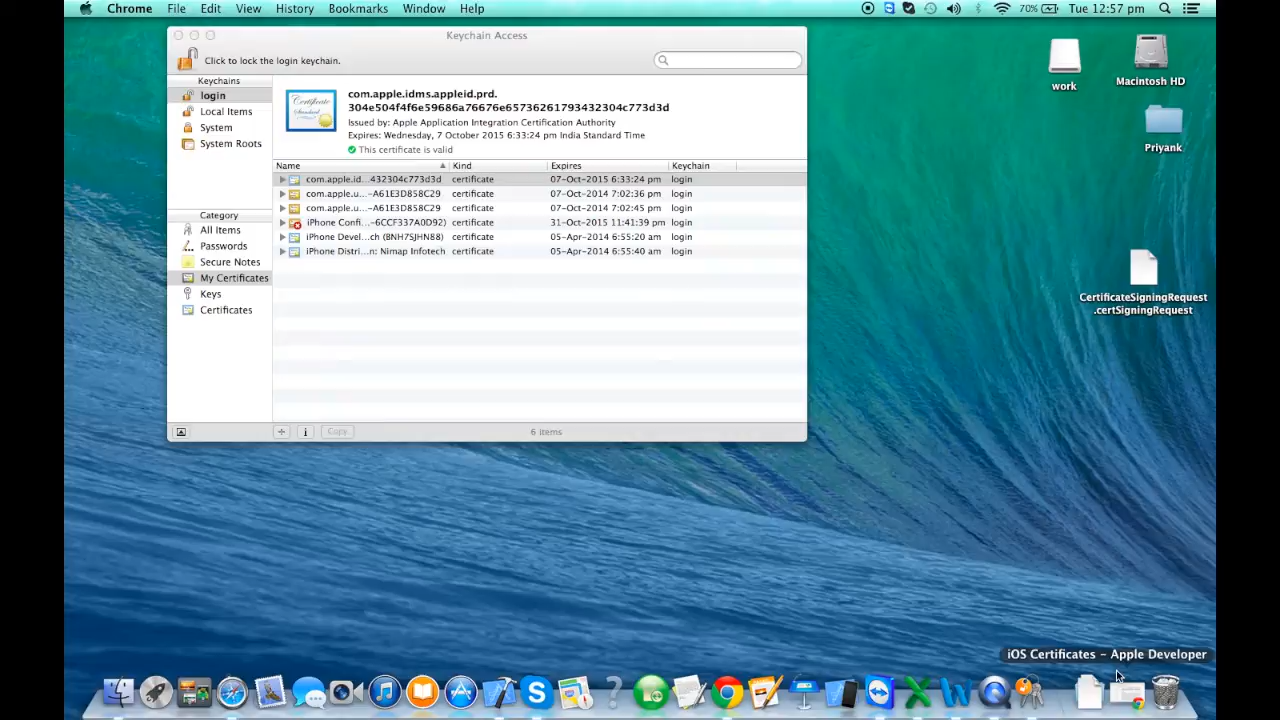 Chrome File Edit View History Bookmarks Window Help 70% Tue 12:57 pm
Keychain Access
Click to lock the login keychain.
Keychains
login
Local Items
System
System Roots
Category
All Items
Passwords
Secure Notes
My Certificates
Keys
Certificates
com.apple.idms.appleid.prd.
304e504f4f6e59686a76676e65736261793432304c773d3d
Issued by: Apple Application Integration Certification Authority
Expires: Wednesday, 7 October 2015 6:33:24 pm India Standard Time
This certificate is valid
Name Kind Expires Keychain
com.apple.id...432304c773d3d certificate 07-Oct-2015 6:33:24 pm login
com.apple.u...-A61E3D858C29 certificate 07-Oct-2014 7:02:36 pm login
com.apple.u...-A61E3D858C29 certificate 07-Oct-2014 7:02:45 pm login
iPhone Confi...-6CCF337A0D92) certificate 31-Oct-2015 11:41:39 pm login
iPhone Devel...ch (BNH7SJHN88) certificate 05-Apr-2014 6:55:20 am login
iPhone Distri...n: Nimap Infotech certificate 05-Apr-2014 6:55:40 am login
Copy
6 items
work
Macintosh HD
Priyank
CertificateSigningRequest
.certSigningRequest
iOS Certificates - Apple Developer